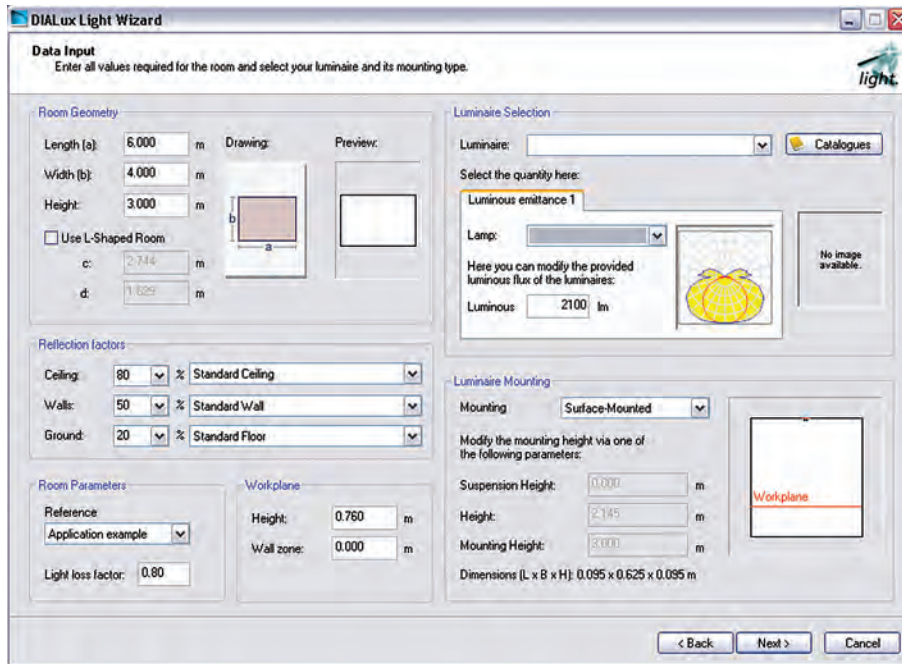 DIALux Light Wizard
Data Input
Enter all values required for the room and select your luminaire and its mounting type.
light.
Room Geometry
Length (a): 6.000 m
Width (b): 4.000 m
Height: 3.000 m
Use L-Shaped Room
c: 2.744 m
d: 1.629 m
Drawing:
b
a
Preview:
Reflection factors
Ceiling: 80 % Standard Ceiling
Walls: 50 % Standard Wall
Ground: 20 % Standard Floor
Room Parameters
Reference
Application example
Light loss factor: 0.80
Workplane
Height: 0.760 m
Wall zone: 0.000 m
Luminaire Selection
Luminaire: Catalogues
Select the quantity here:
Luminous emittance 1
Lamp:
Here you can modify the provided
luminous flux of the luminaires:
Luminous 2100 lm
No image
available.
Luminaire Mounting
Mounting Surface-Mounted
Modify the mounting height via one of
the following parameters:
Suspension Height: 0.000 m
Height: 2.145 m
Mounting Height: 3.000 m
Dimensions (L x B x H): 0.095 x 0.625 x 0.095 m
Workplane
< Back Next > Cancel